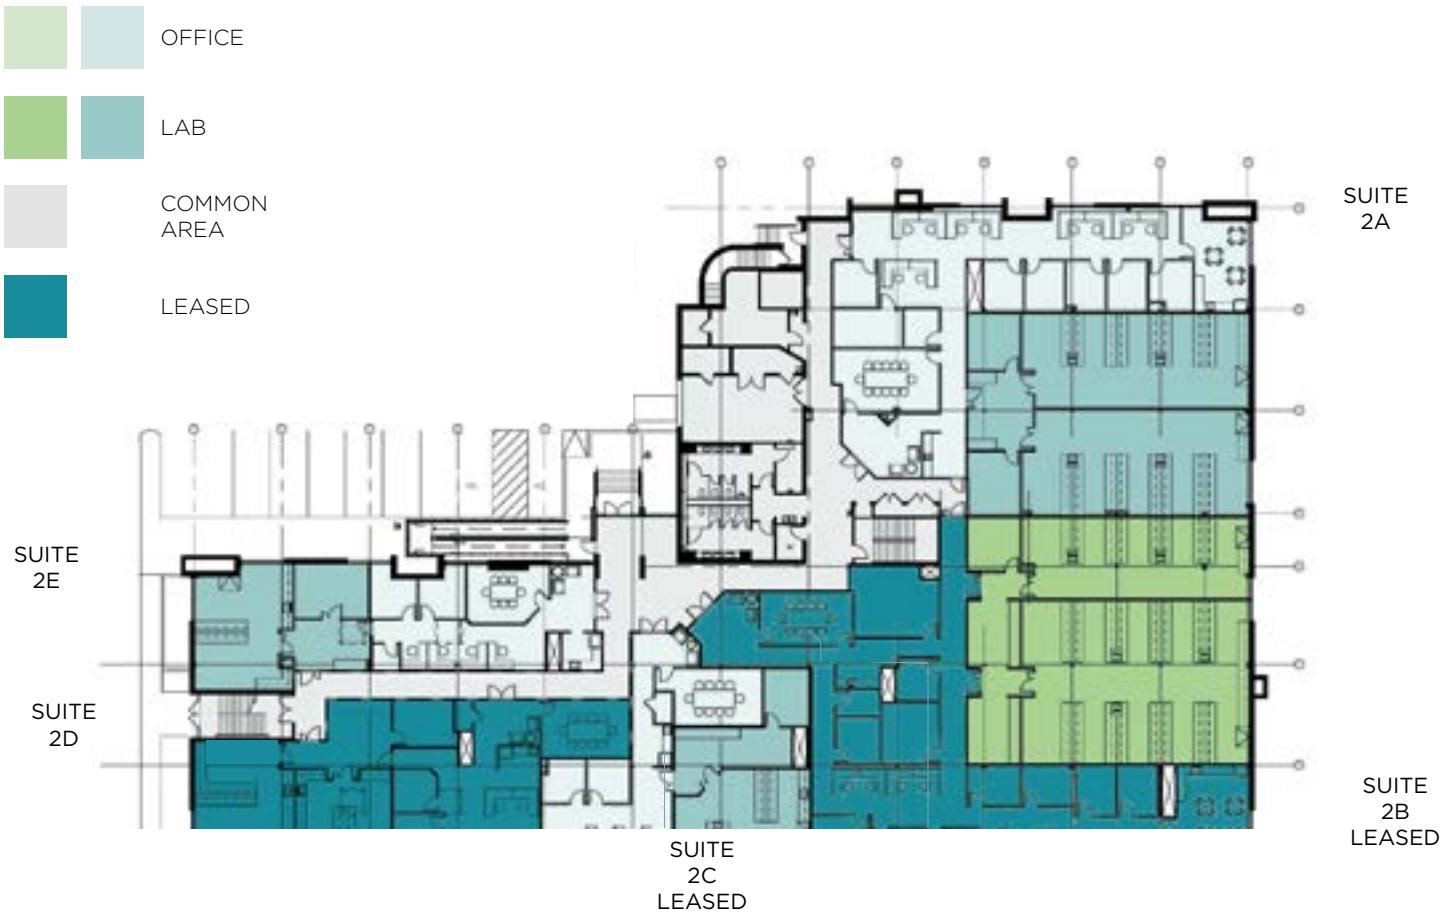 OFFICE
LAB
COMMON
AREA
LEASED
SUITE
2A
SUITE
2E
SUITE
2D
SUITE
2B
LEASED
SUITE
2C
LEASED